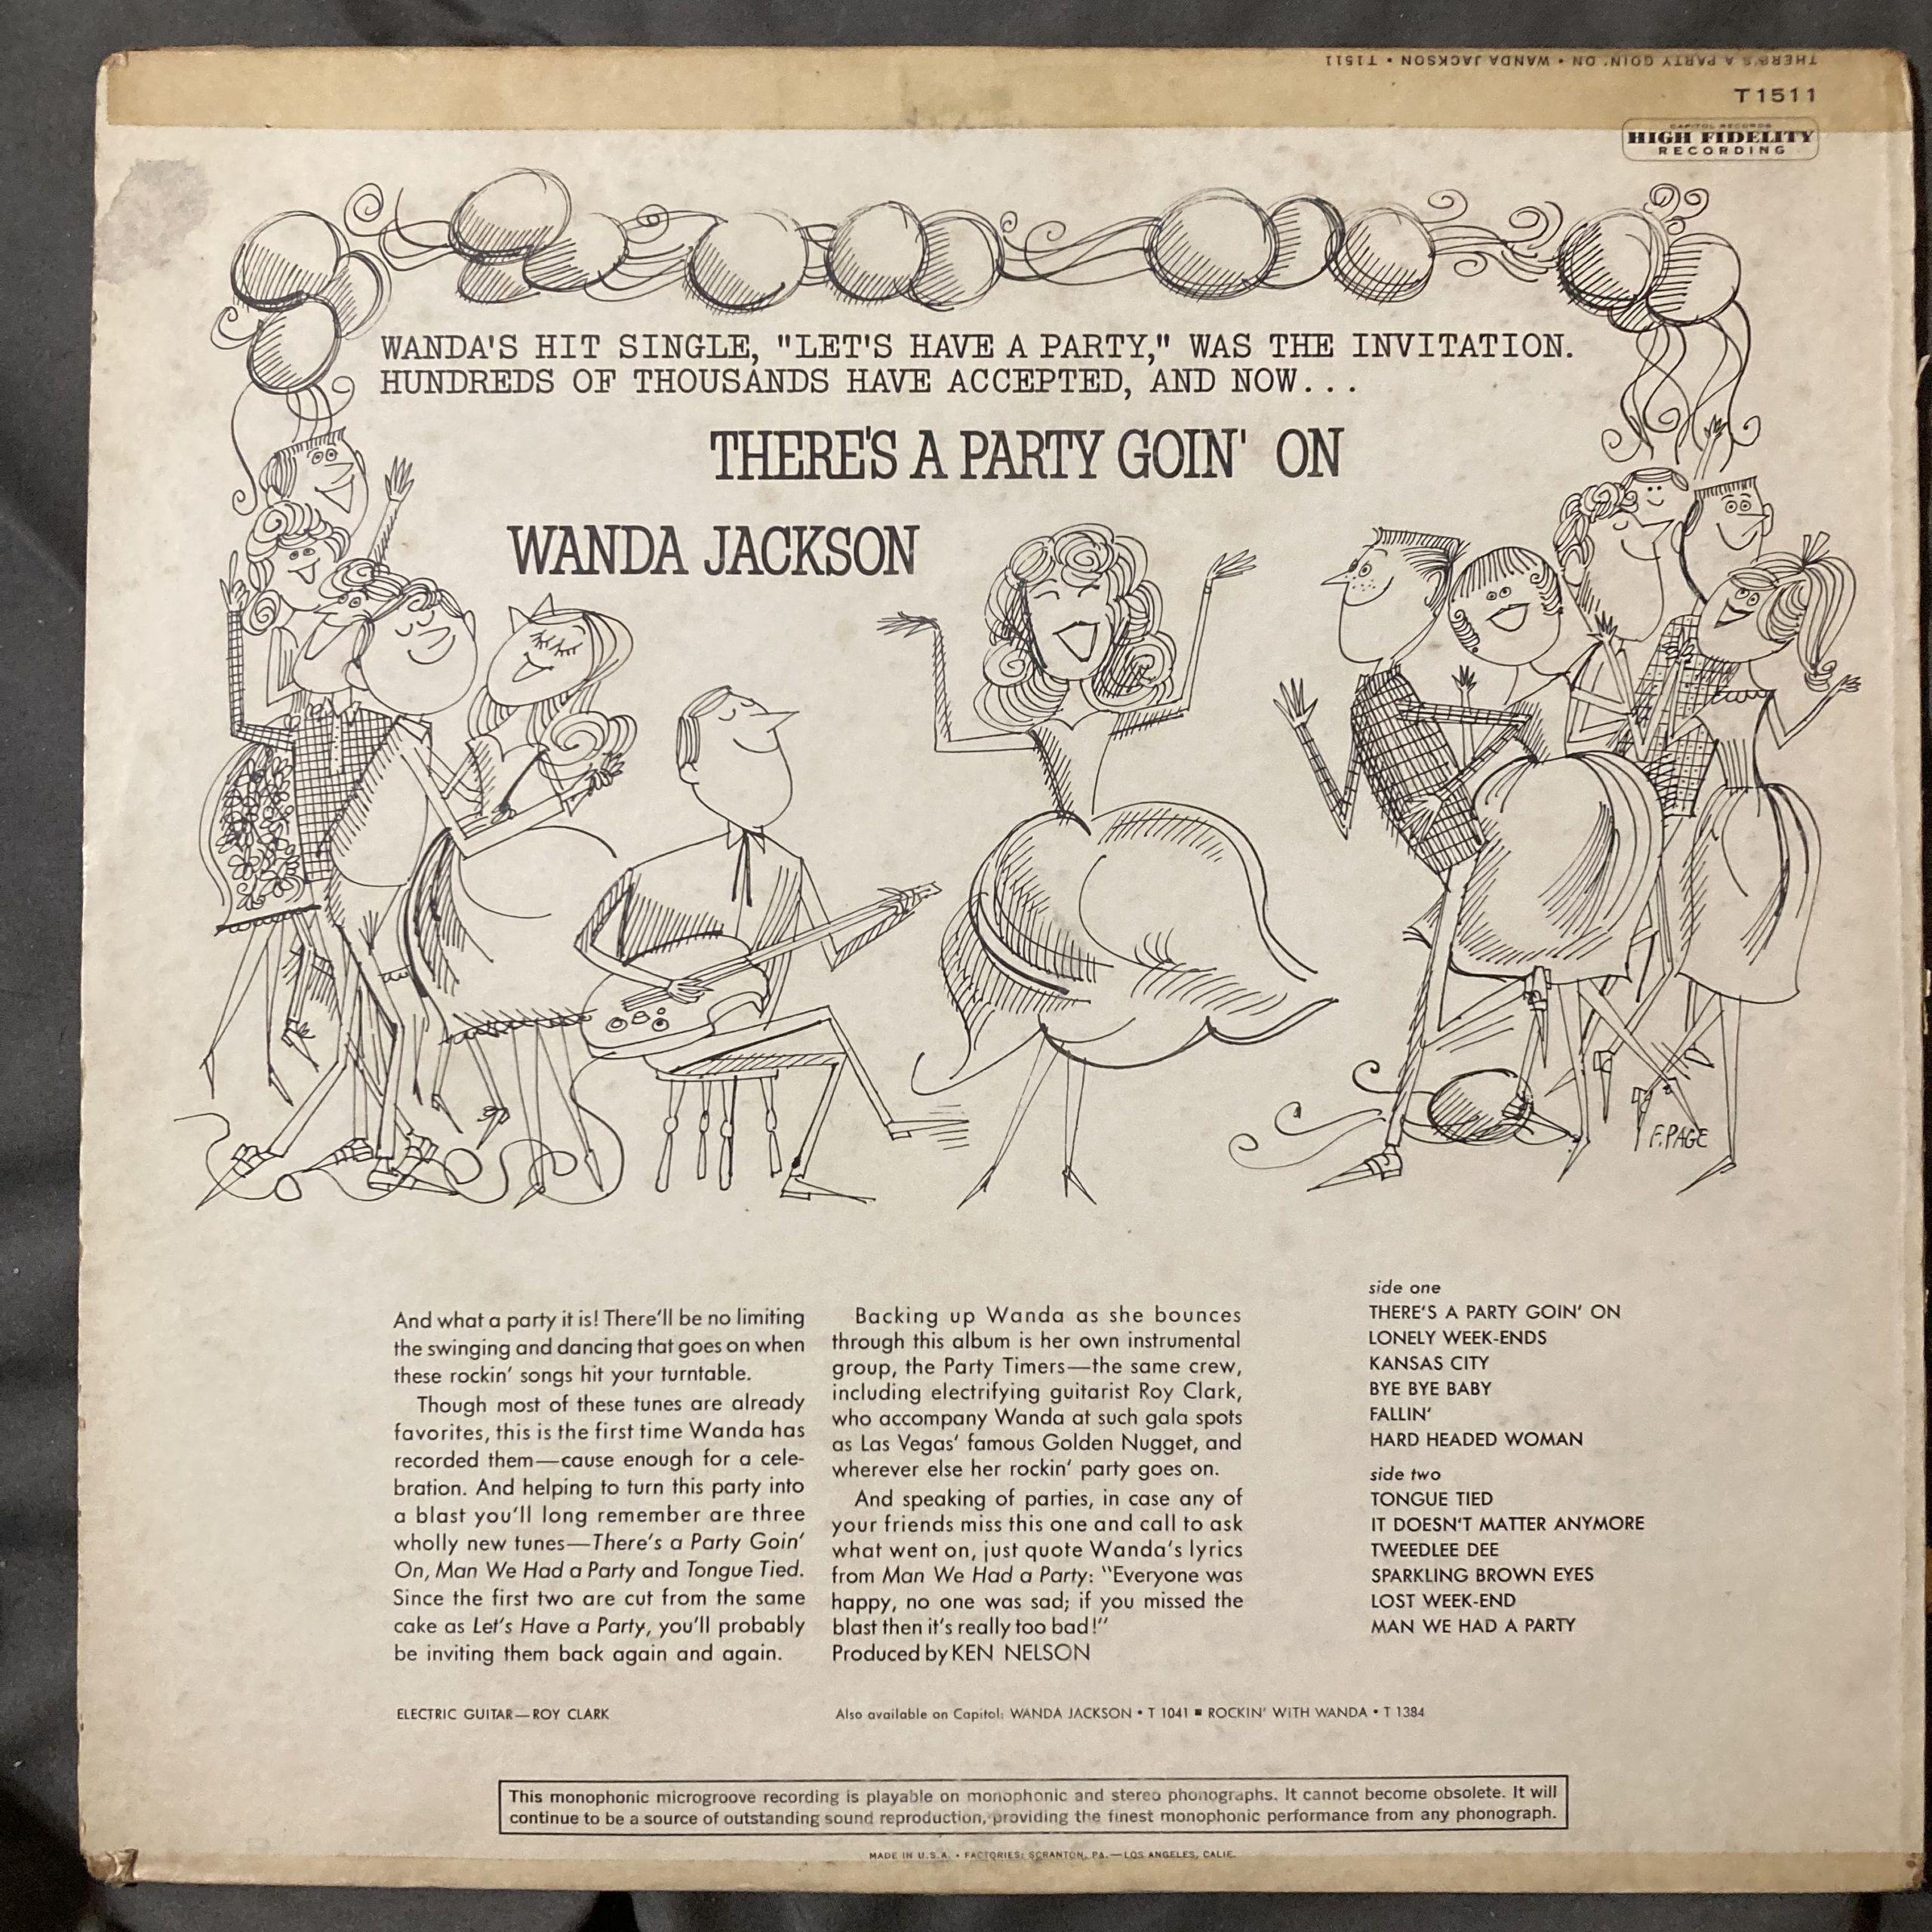 THERE'S A PARTY GOIN' ON • WANDA JACKSON • T1511
T1511
CAPITOL RECORDS
HIGH FIDELITY
RECORDING
WANDA'S HIT SINGLE, "LET'S HAVE A PARTY," WAS THE INVITATION.
HUNDREDS OF THOUSANDS HAVE ACCEPTED, AND NOW...
THERE'S A PARTY GOIN' ON
WANDA JACKSON
F. PAGE
And what a party it is! There'll be no limiting
the swinging and dancing that goes on when
these rockin' songs hit your turntable.
Though most of these tunes are already
favorites, this is the first time Wanda has
recorded them—cause enough for a cele-
bration. And helping to turn this party into
a blast you'll long remember are three
wholly new tunes—There's a Party Goin'
On, Man We Had a Party and Tongue Tied.
Since the first two are cut from the same
cake as Let's Have a Party, you'll probably
be inviting them back again and again.
Backing up Wanda as she bounces
through this album is her own instrumental
group, the Party Timers—the same crew,
including electrifying guitarist Roy Clark,
who accompany Wanda at such gala spots
as Las Vegas' famous Golden Nugget, and
wherever else her rockin' party goes on.
And speaking of parties, in case any of
your friends miss this one and call to ask
what went on, just quote Wanda's lyrics
from Man We Had a Party: "Everyone was
happy, no one was sad; if you missed the
blast then it's really too bad!"
Produced by KEN NELSON
side one
THERE'S A PARTY GOIN' ON
LONELY WEEK-ENDS
KANSAS CITY
BYE BYE BABY
FALLIN'
HARD HEADED WOMAN
side two
TONGUE TIED
IT DOESN'T MATTER ANYMORE
TWEEDLEE DEE
SPARKLING BROWN EYES
LOST WEEK-END
MAN WE HAD A PARTY
ELECTRIC GUITAR—ROY CLARK
Also available on Capitol: WANDA JACKSON • T 1041 ■ ROCKIN' WITH WANDA • T 1384
This monophonic microgroove recording is playable on monophonic and stereo phonographs. It cannot become obsolete. It will
continue to be a source of outstanding sound reproduction, providing the finest monophonic performance from any phonograph.
MADE IN U.S.A. • FACTORIES: SCRANTON, PA.—LOS ANGELES, CALIF.